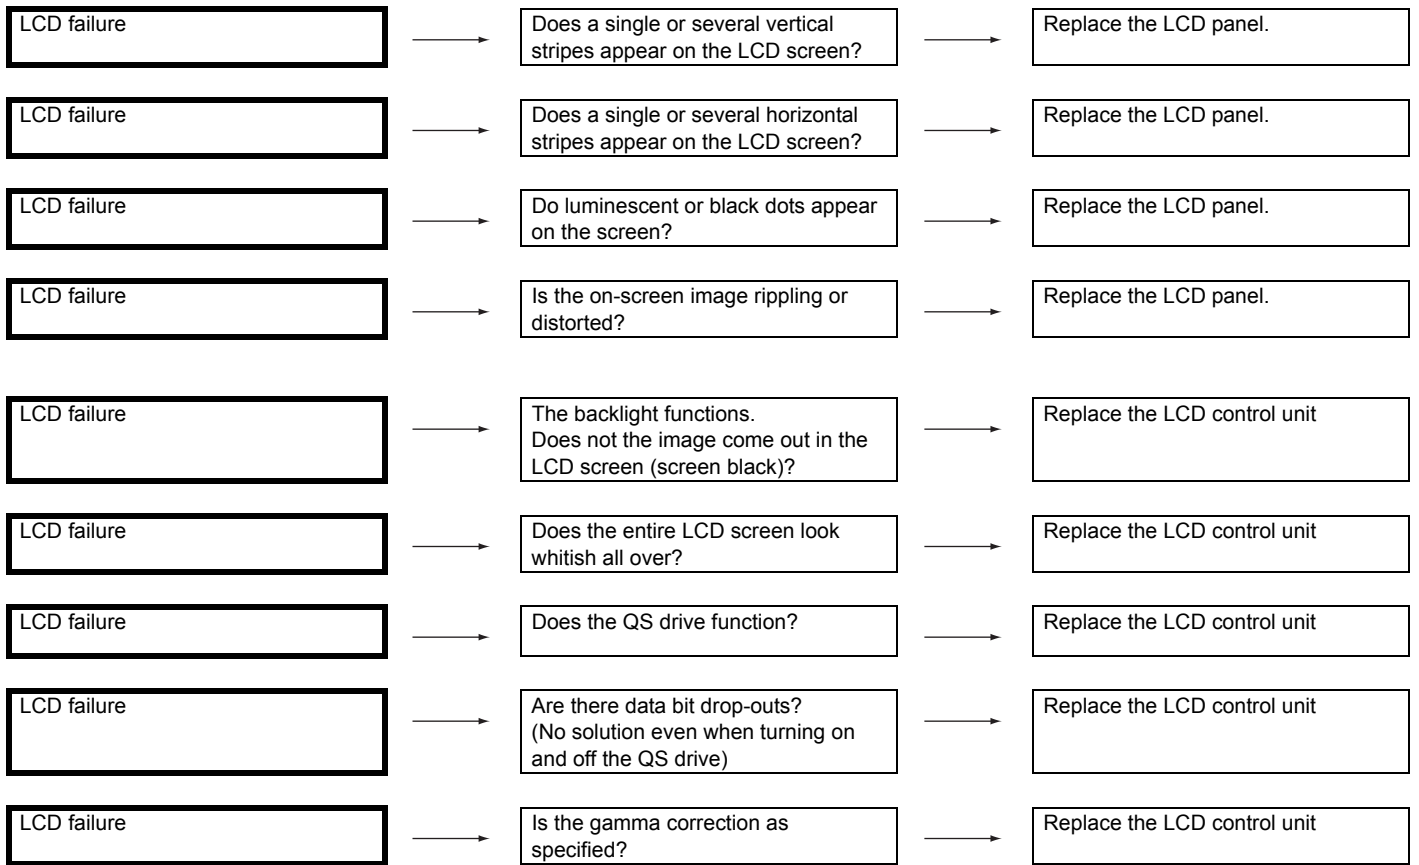 LCD failure
Does a single or several vertical
stripes appear on the LCD screen?
Replace the LCD panel.
LCD failure
Does a single or several horizontal
stripes appear on the LCD screen?
Replace the LCD panel.
LCD failure
Do luminescent or black dots appear
on the screen?
Replace the LCD panel.
LCD failure
Is the on-screen image rippling or
distorted?
Replace the LCD panel.
LCD failure
The backlight functions.
Does not the image come out in the
LCD screen (screen black)?
Replace the LCD control unit
LCD failure
Does the entire LCD screen look
whitish all over?
Replace the LCD control unit
LCD failure
Does the QS drive function?
Replace the LCD control unit
LCD failure
Are there data bit drop-outs?
(No solution even when turning on
and off the QS drive)
Replace the LCD control unit
LCD failure
Is the gamma correction as
specified?
Replace the LCD control unit